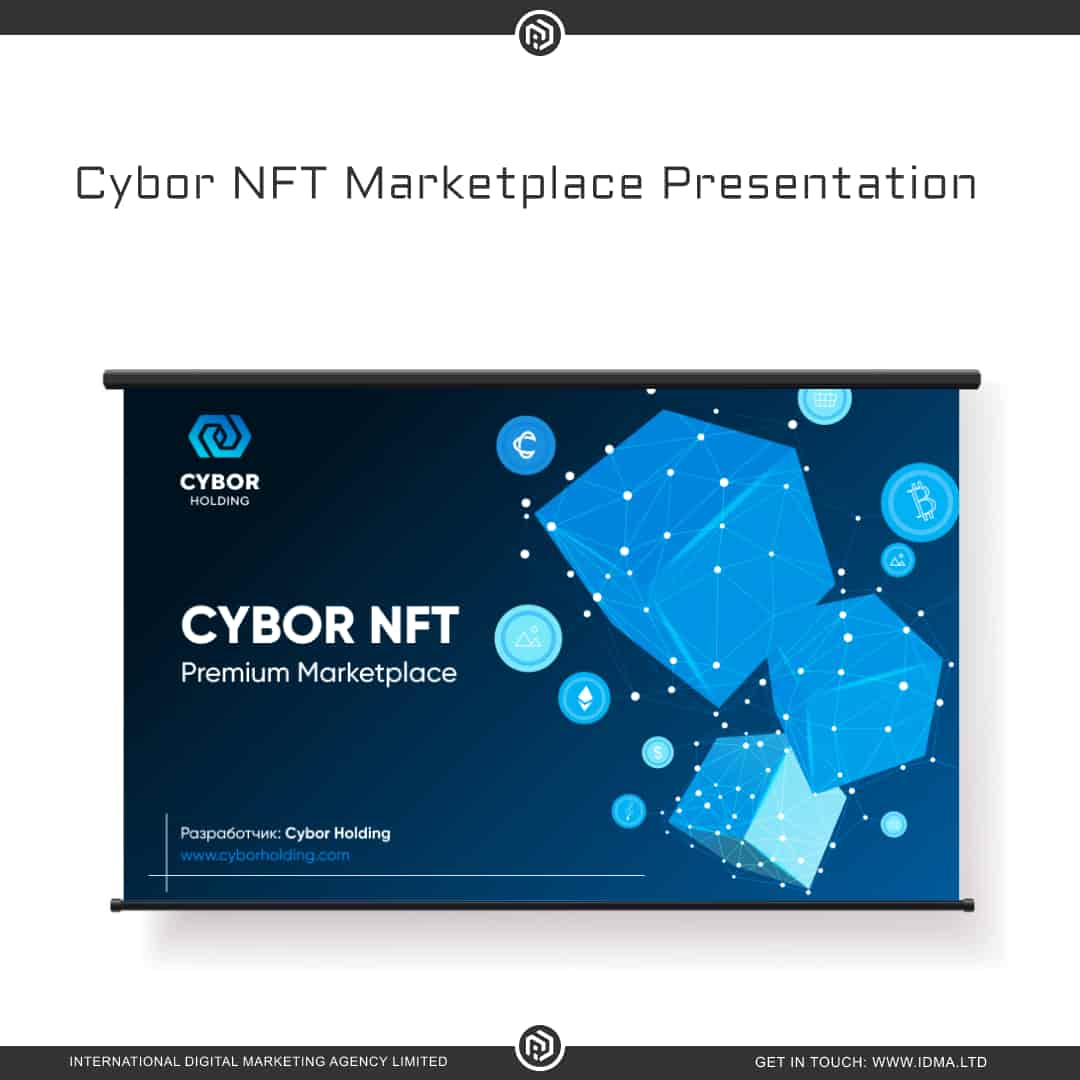 Cybor NFT Marketplace Presentation
CYBOR
HOLDING
CYBOR NFT
Premium Marketplace
Разработчик: Cybor Holding
www.cyborholding.com
INTERNATIONAL DIGITAL MARKETING AGENCY LIMITED
GET IN TOUCH: WWW.IDMA.LTD